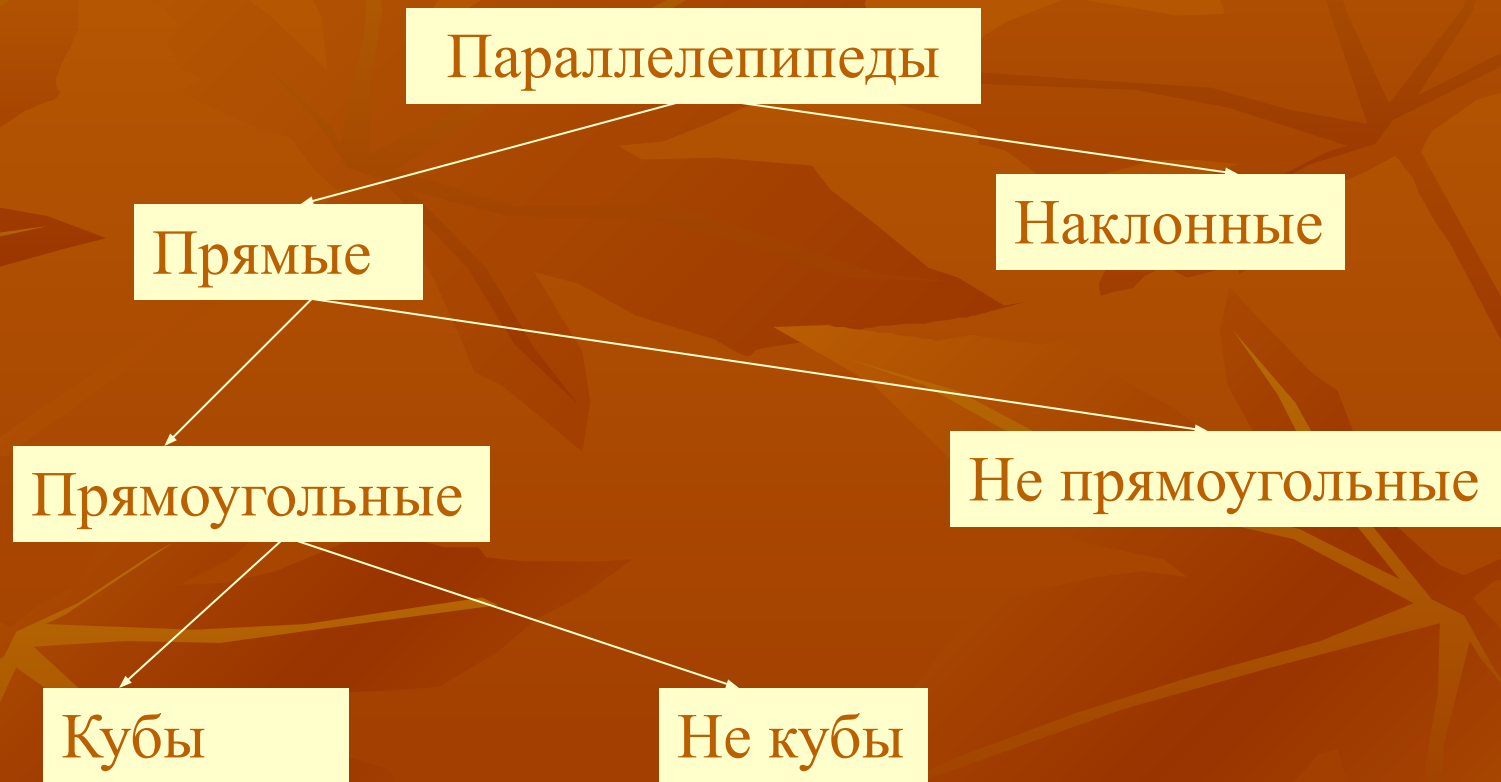 Параллелепипеды
Наклонные
Прямые
Не прямоугольные
Прямоугольные
Кубы
Не кубы